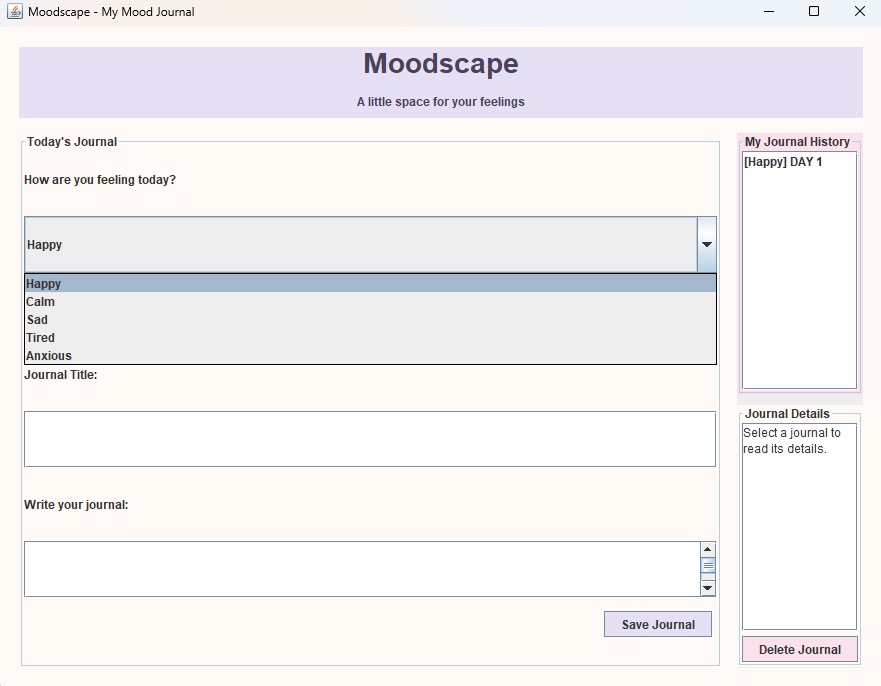 Moodscape - My Mood Journal
Moodscape
A little space for your feelings
Today's Journal
How are you feeling today?
Happy
Happy
Calm
Sad
Tired
Anxious
Journal Title:
Write your journal:
Save Journal
My Journal History
[Happy] DAY 1
Journal Details
Select a journal to
read its details.
Delete Journal